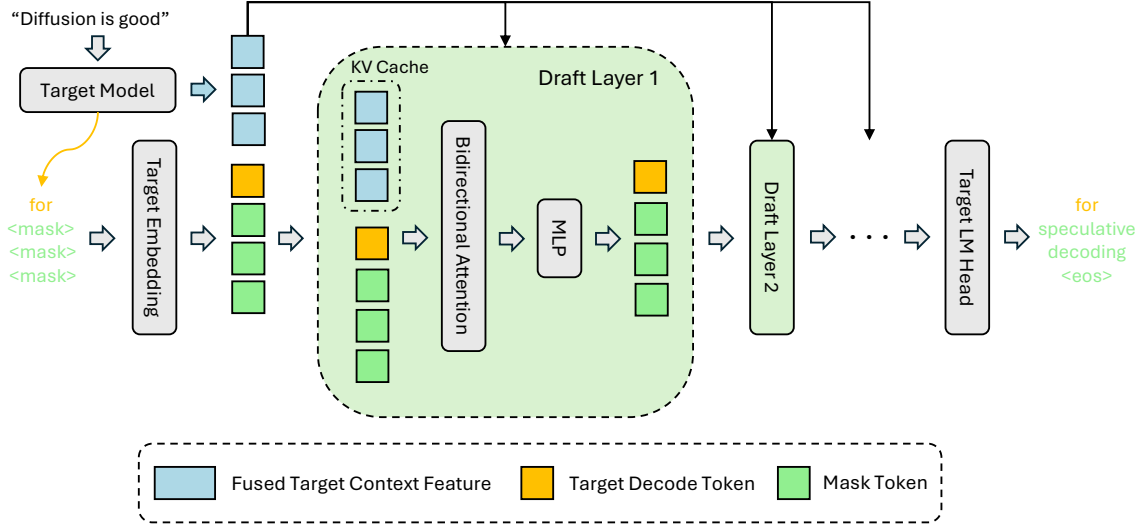 “Diffusion is good”
Target Model
for
<mask>
<mask>
<mask>
Target Embedding
KV Cache
Draft Layer 1
Bidirectional Attention
MLP
Draft Layer 2
· · ·
Target LM Head
for
speculative
decoding
<eos>
Fused Target Context Feature
Target Decode Token
Mask Token